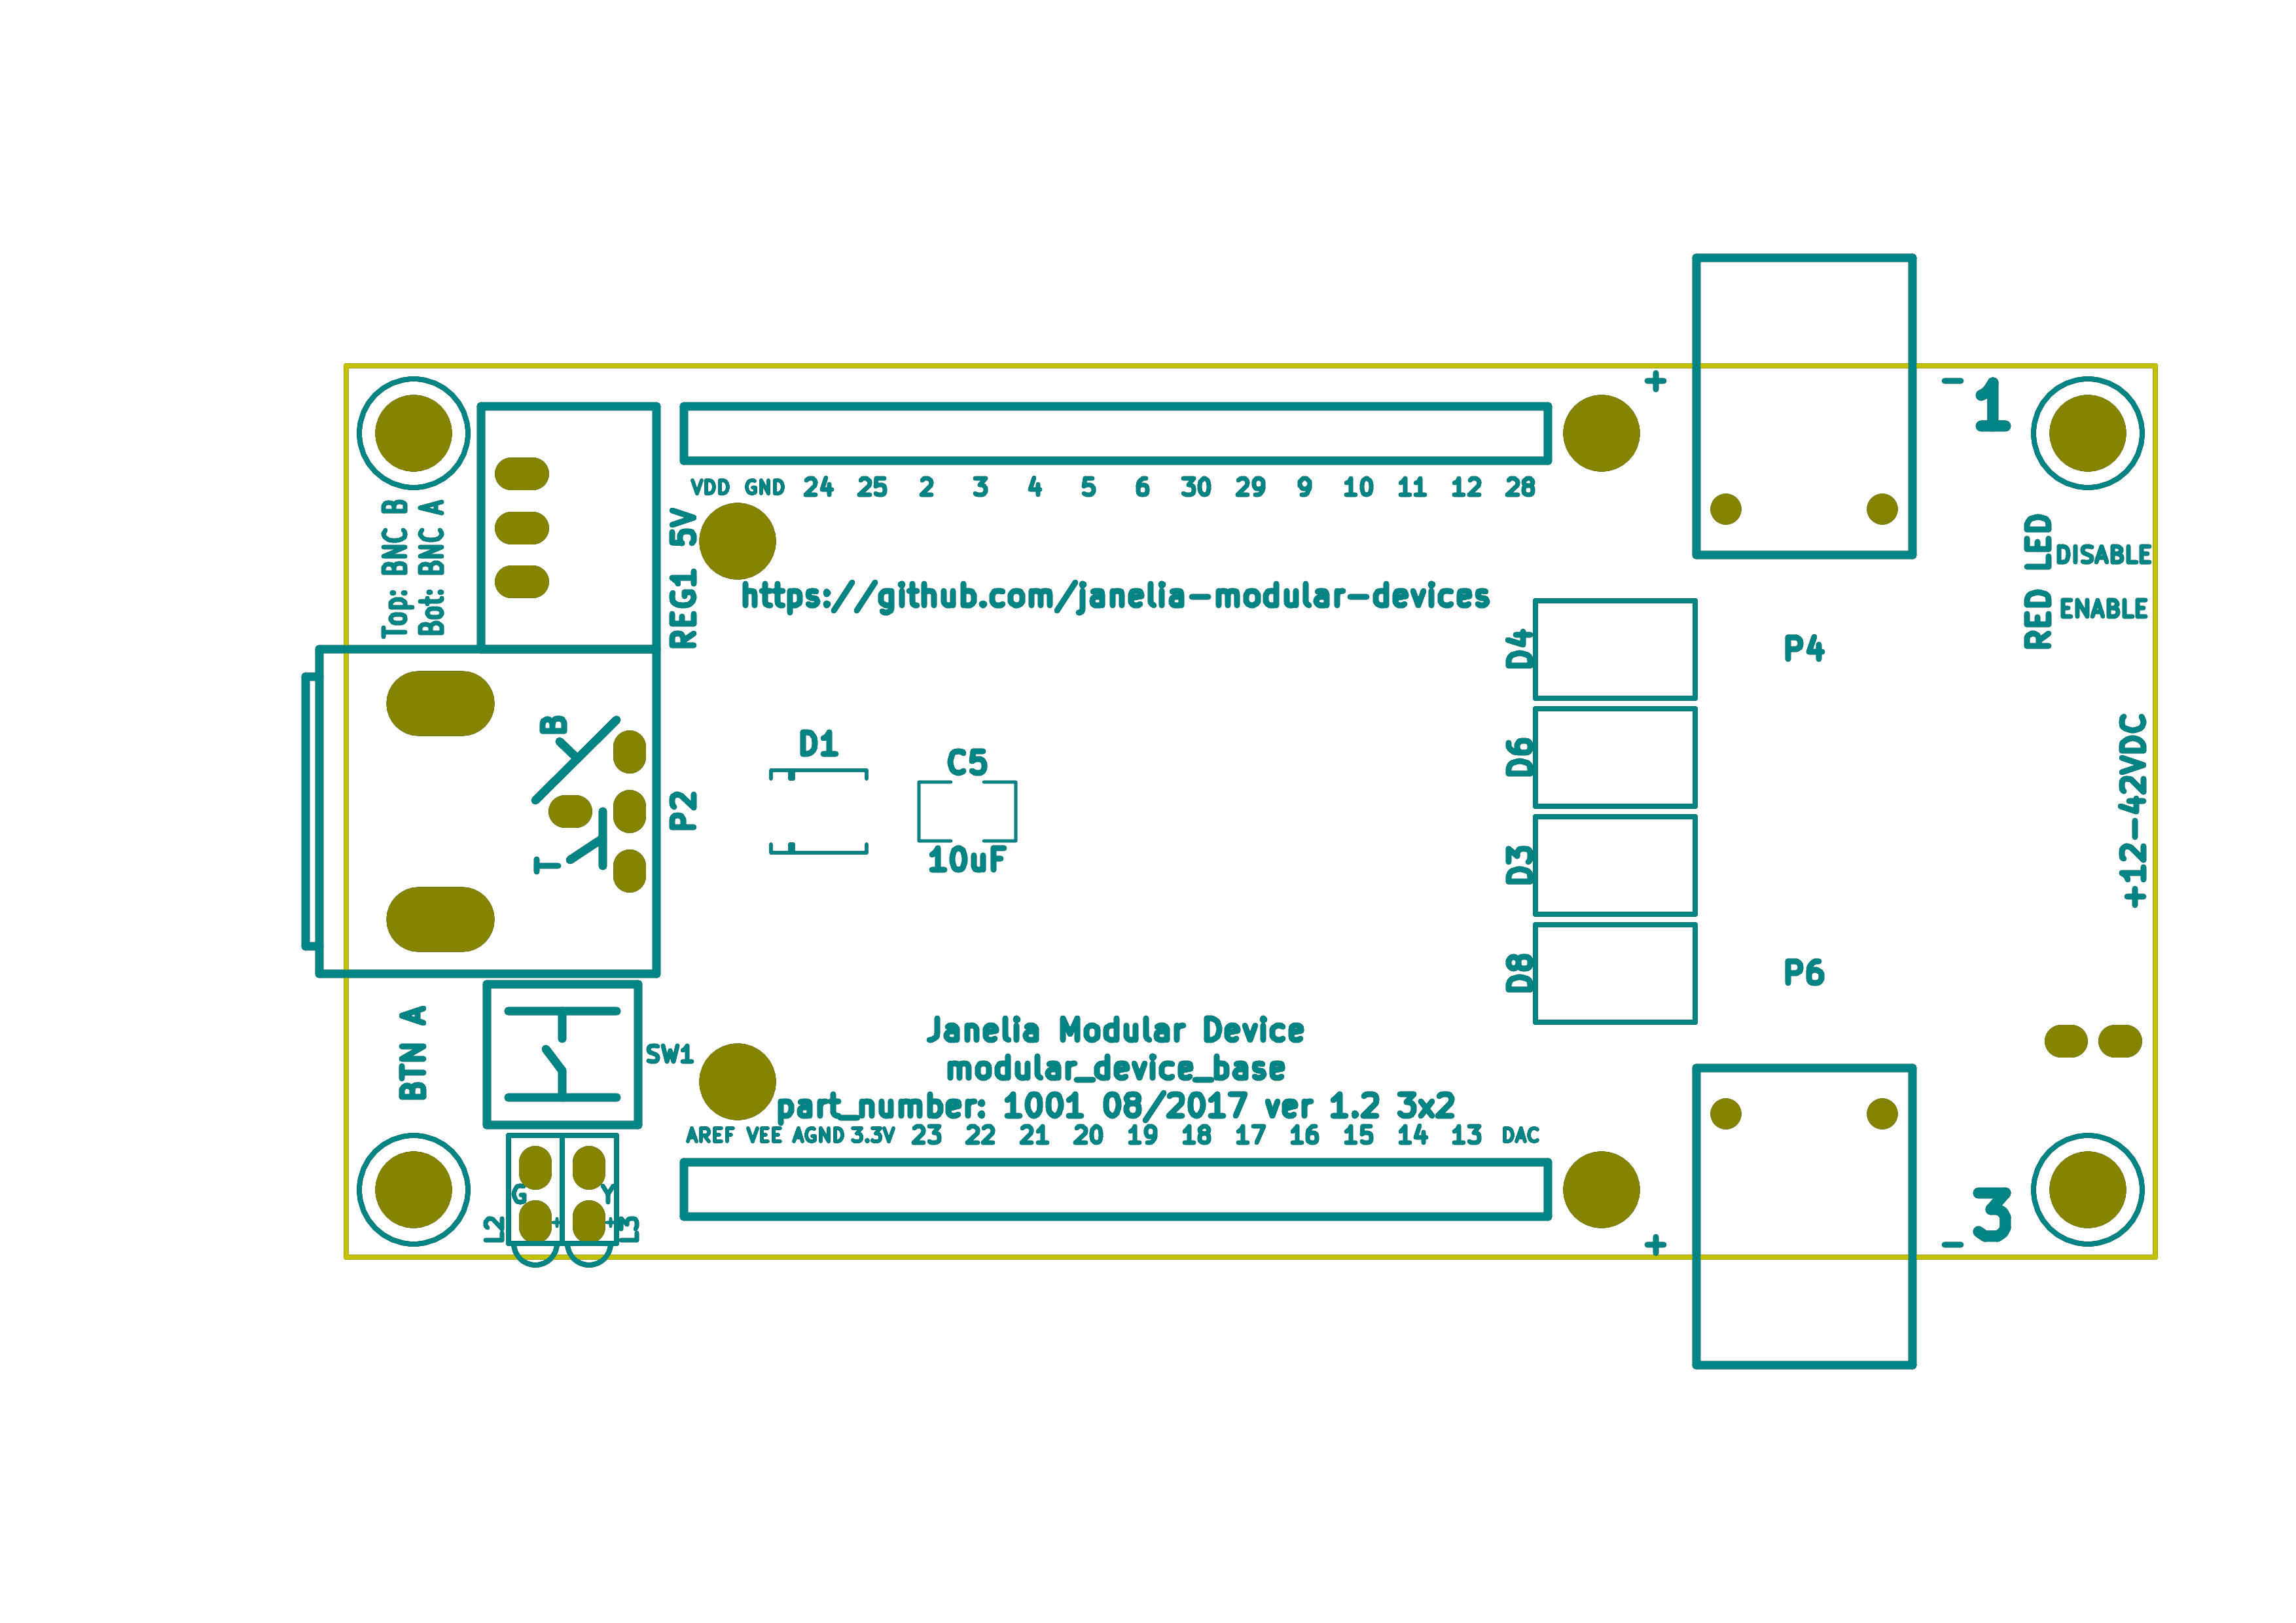 +
-
1
VDD GND 24 25 2 3 4 5 6 30 29 9 10 11 12 28
Top: BNC B
Bot: BNC A
REG1 5V
https://github.com/janelia-modular-devices
RED LED
DISABLE
ENABLE
D4
P4
B
D1
C5
10uF
D6
+12-42VDC
P2
T
D3
D8
P6
BTN A
SW1
Janelia Modular Device
modular_device_base
part_number: 1001 08/2017 ver 1.2 3x2
AREF VEE AGND 3.3V 23 22 21 20 19 18 17 16 15 14 13 DAC
G
Y
L2
+
+
L3
+
-
3